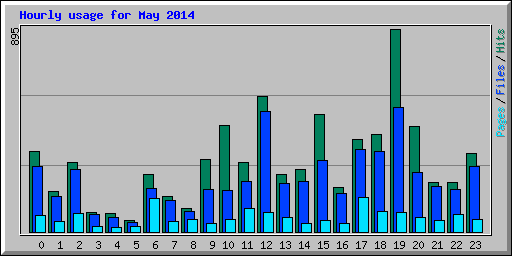 Hourly usage for May 2014
895
Pages / Files / Hits
0 1 2 3 4 5 6 7 8 9 10 11 12 13 14 15 16 17 18 19 20 21 22 23